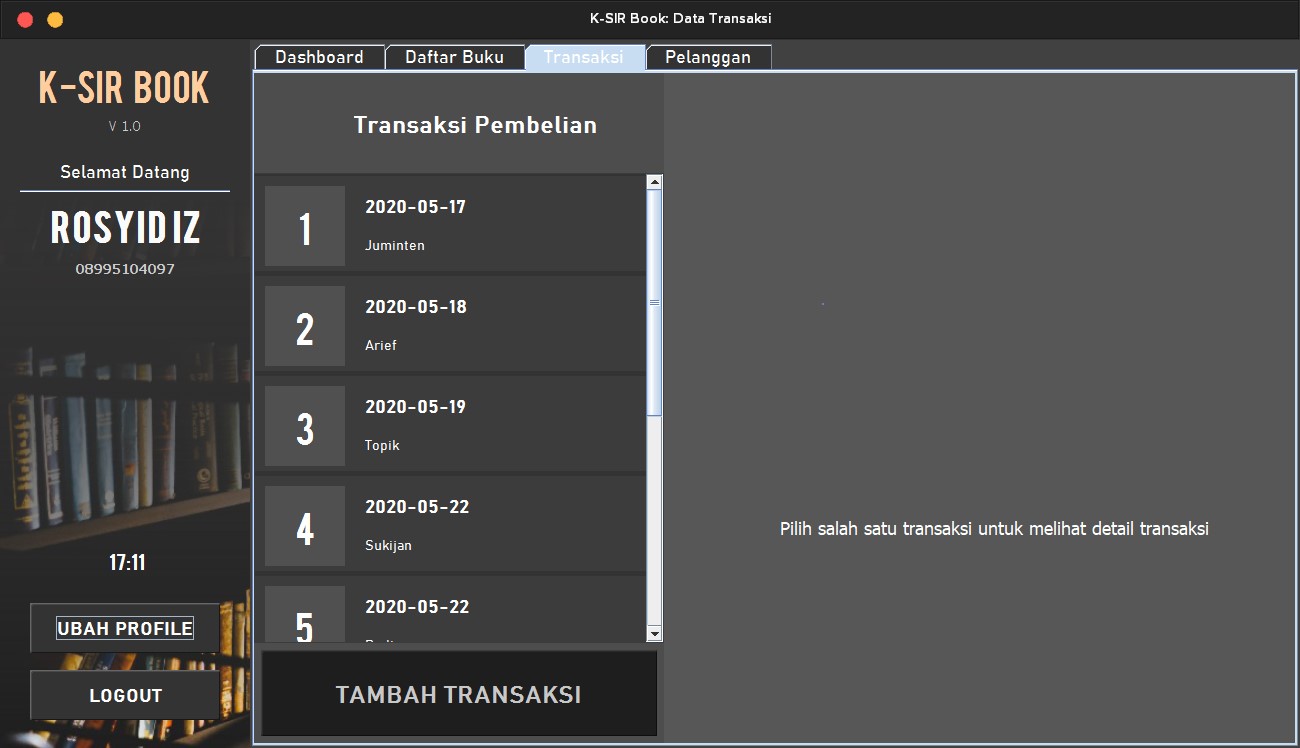 K-SIR Book: Data Transaksi
K-SIR BOOK
V 1.0
Selamat Datang
ROSYID IZ
08995104097
17:11
UBAH PROFILE
LOGOUT
Dashboard
Daftar Buku
Transaksi
Pelanggan
Transaksi Pembelian
1
2020-05-17
Juminten
2
2020-05-18
Arief
3
2020-05-19
Topik
4
2020-05-22
Sukijan
5
2020-05-22
TAMBAH TRANSAKSI
Pilih salah satu transaksi untuk melihat detail transaksi